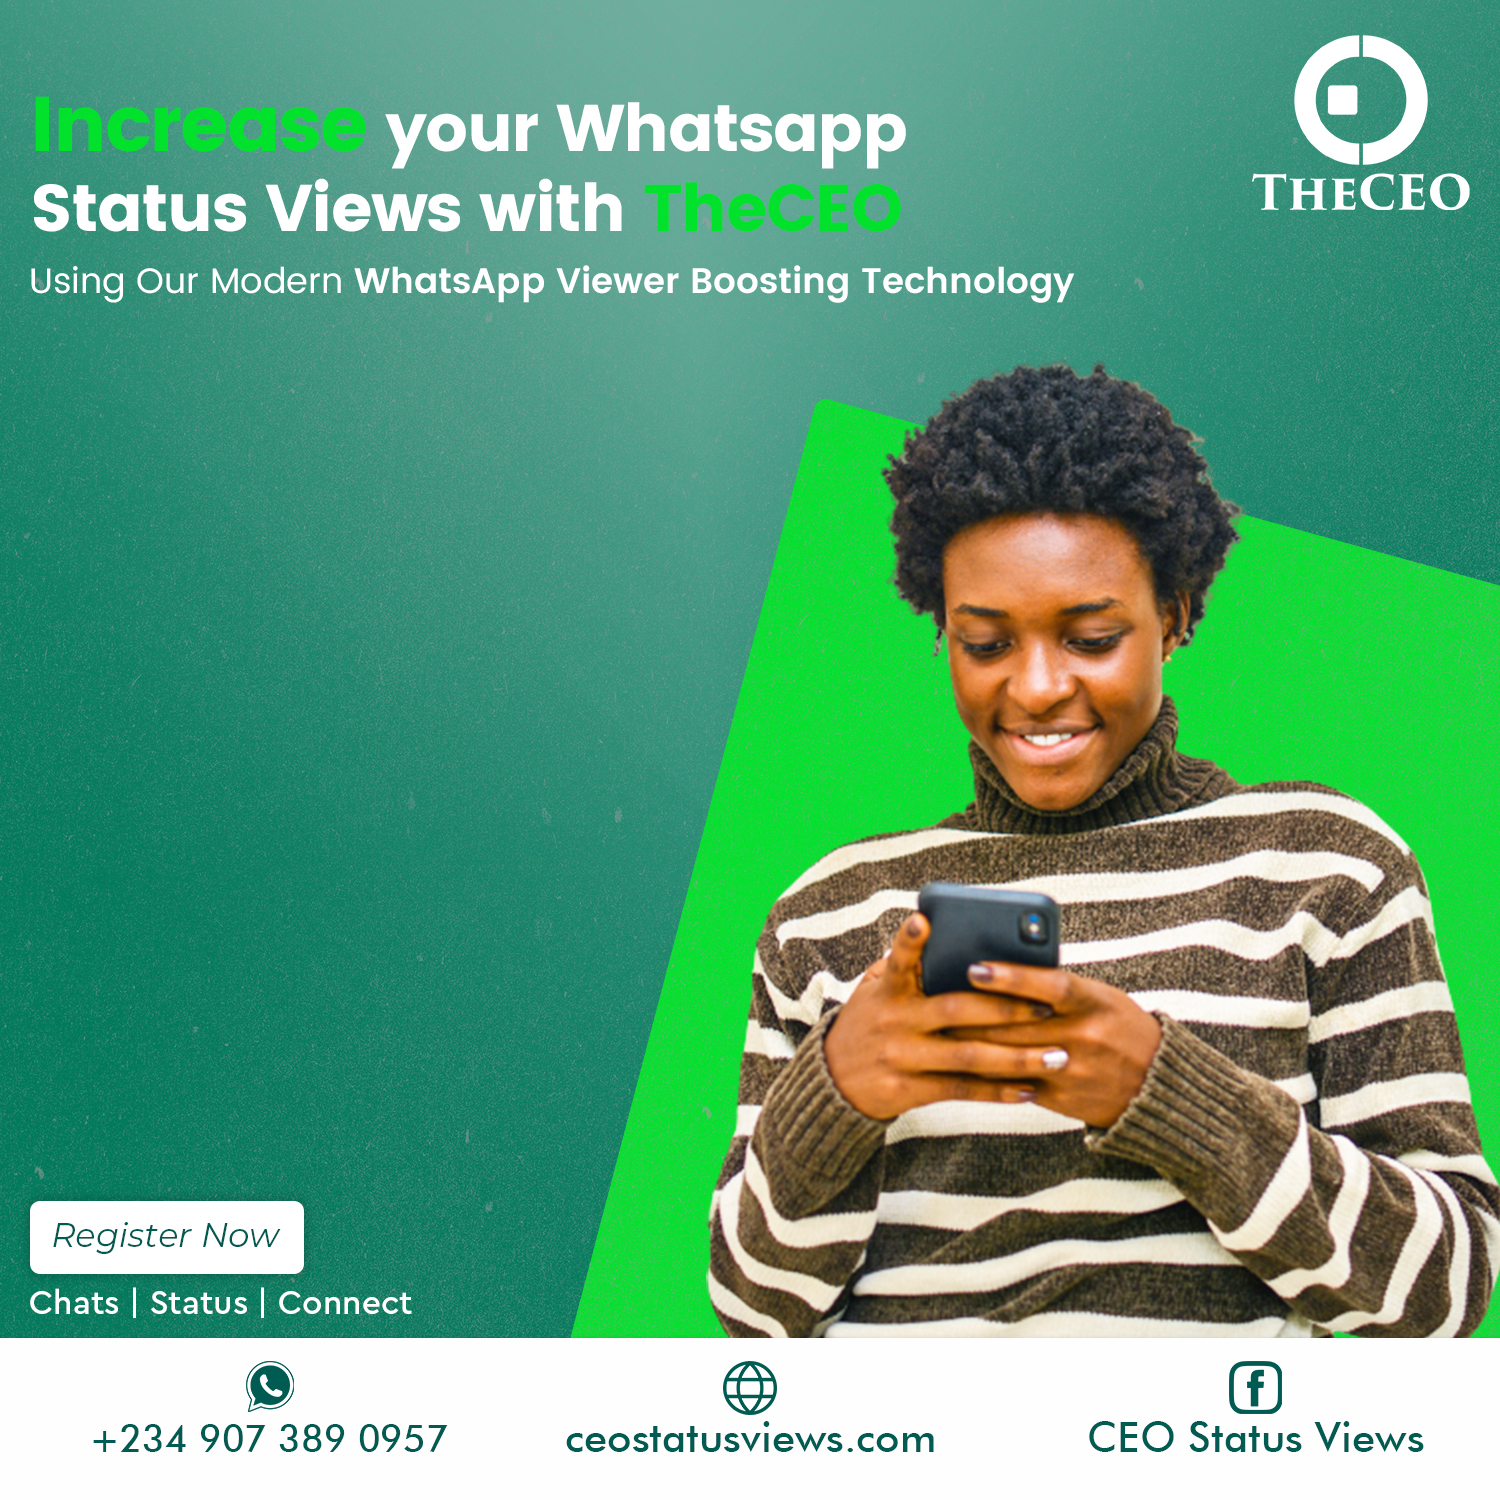 Increase your Whatsapp
Status Views with TheCEO
Using Our Modern WhatsApp Viewer Boosting Technology
THECEO
Register Now
Chats | Status | Connect
+234 907 389 0957
ceostatusviews.com
CEO Status Views